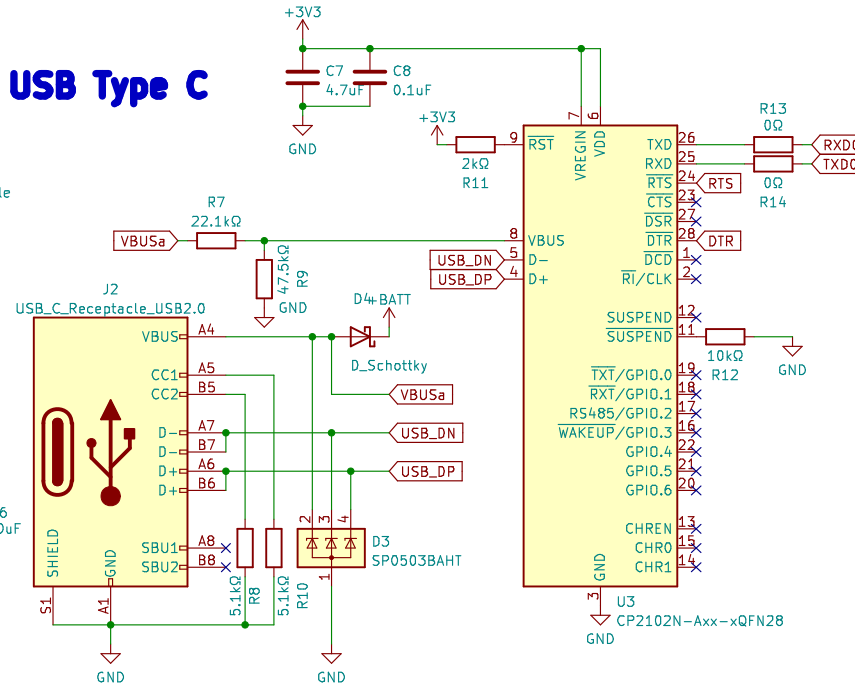 +3V3
USB Type C
C7
4.7uF
C8
0.1uF
GND
+3V3
9
RST
2kΩ
R11
7
6
VREGIN
VDD
TXD
26
R13
0Ω
RXD
25
0Ω
R14
RTS
24
RTS
CTS
23
DSR
27
DTR
28
DTR
DCD
1
RI/CLK
2
R7
22.1kΩ
VBUSa
8
VBUS
USB_DN
5
D-
USB_DP
4
D+
47.5kΩ
R9
GND
SUSPEND
12
SUSPEND
11
10kΩ
R12
GND
TXT/GPIO.0
19
RXT/GPIO.1
18
RS485/GPIO.2
17
WAKEUP/GPIO.3
16
GPIO.4
22
GPIO.5
21
GPIO.6
20
CHREN
13
CHR0
15
CHR1
14
GND
3
U3
CP2102N-Axx-xQFN28
GND
J2
USB_C_Receptacle_USB2.0
VBUS
A4
D4
+BATT
D_Schottky
VBUSa
CC1
A5
CC2
B5
D-
A7
USB_DN
D-
B7
D+
A6
USB_DP
D+
B6
SBU1
A8
SBU2
B8
SHIELD
GND
S1
A1
5.1kΩ
R8
5.1kΩ
R10
2
3
4
D3
SP0503BAHT
1
GND
GND